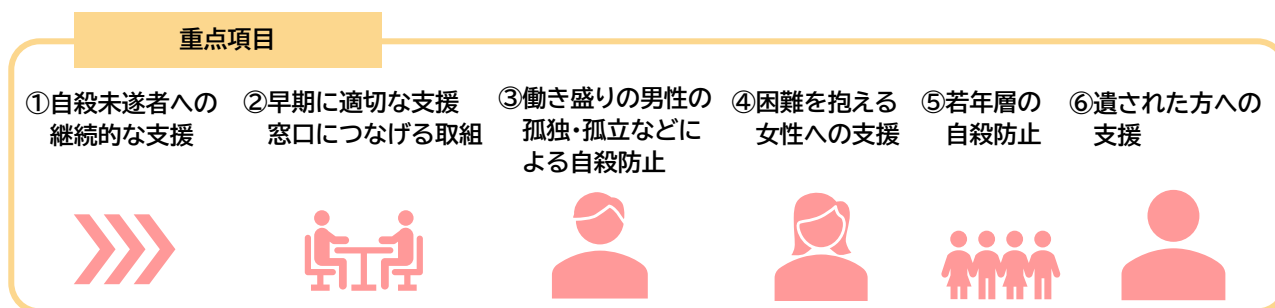 重点項目
①自殺未遂者への
継続的な支援
②早期に適切な支援
窓口につなげる取組
③働き盛りの男性の
孤独・孤立などに
よる自殺防止
④困難を抱える
女性への支援
⑤若年層の
自殺防止
⑥遺された方への
支援